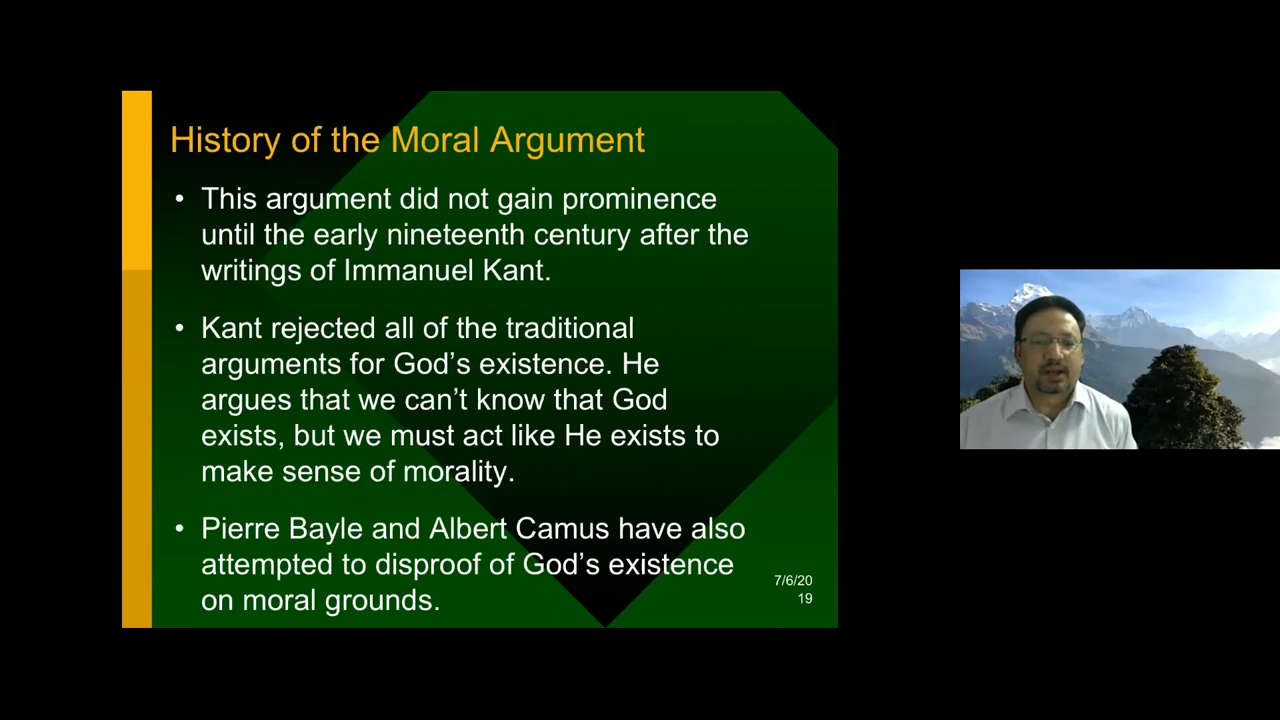 History of the Moral Argument
• This argument did not gain prominence
until the early nineteenth century after the
writings of Immanuel Kant.
• Kant rejected all of the traditional
arguments for God’s existence. He
argues that we can’t know that God
exists, but we must act like He exists to
make sense of morality.
• Pierre Bayle and Albert Camus have also
attempted to disproof of God’s existence
on moral grounds.
7/6/20
19